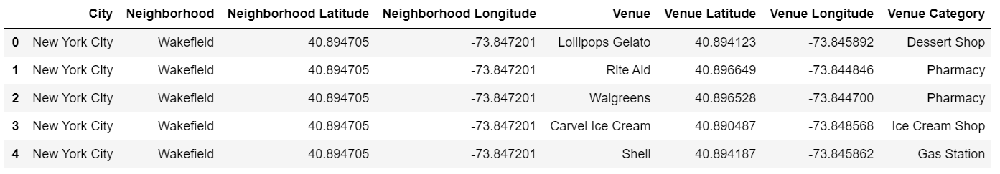 City Neighborhood Neighborhood Latitude Neighborhood Longitude Venue Venue Latitude Venue Longitude Venue Category
0 New York City Wakefield 40.894705 -73.847201 Lollipops Gelato 40.894123 -73.845892 Dessert Shop
1 New York City Wakefield 40.894705 -73.847201 Rite Aid 40.896649 -73.844846 Pharmacy
2 New York City Wakefield 40.894705 -73.847201 Walgreens 40.896528 -73.844700 Pharmacy
3 New York City Wakefield 40.894705 -73.847201 Carvel Ice Cream 40.890487 -73.848568 Ice Cream Shop
4 New York City Wakefield 40.894705 -73.847201 Shell 40.894187 -73.845862 Gas Station